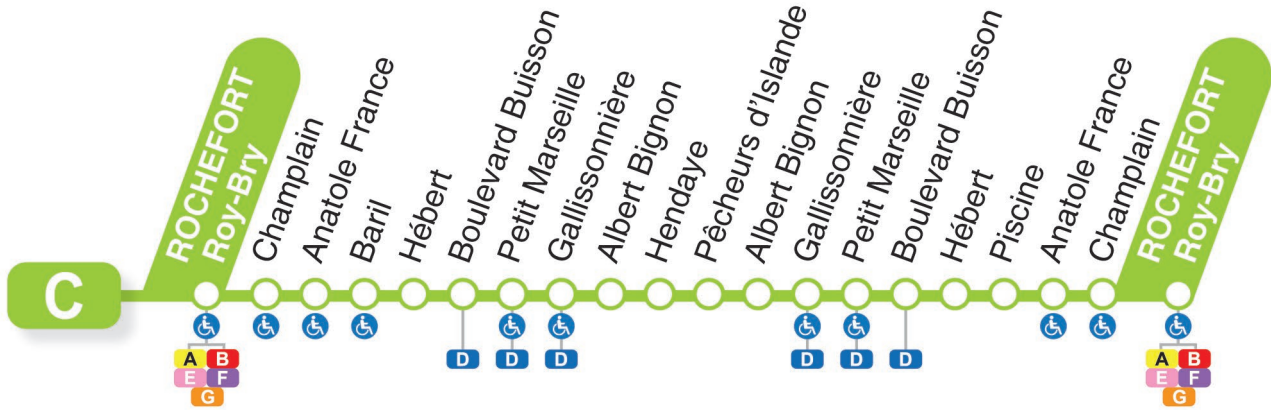 C
ROCHEFORT
Roy-Bry
Champlain
Anatole France
Baril
Hébert
Boulevard Buisson
Petit Marseille
Gallissonnière
Albert Bignon
Hendaye
Pêcheurs d'Islande
Albert Bignon
Gallissonnière
Petit Marseille
Boulevard Buisson
Hébert
Piscine
Anatole France
Champlain
ROCHEFORT
Roy-Bry
A B
E F
G
D
D
D
D
D
D
A B
E F
G